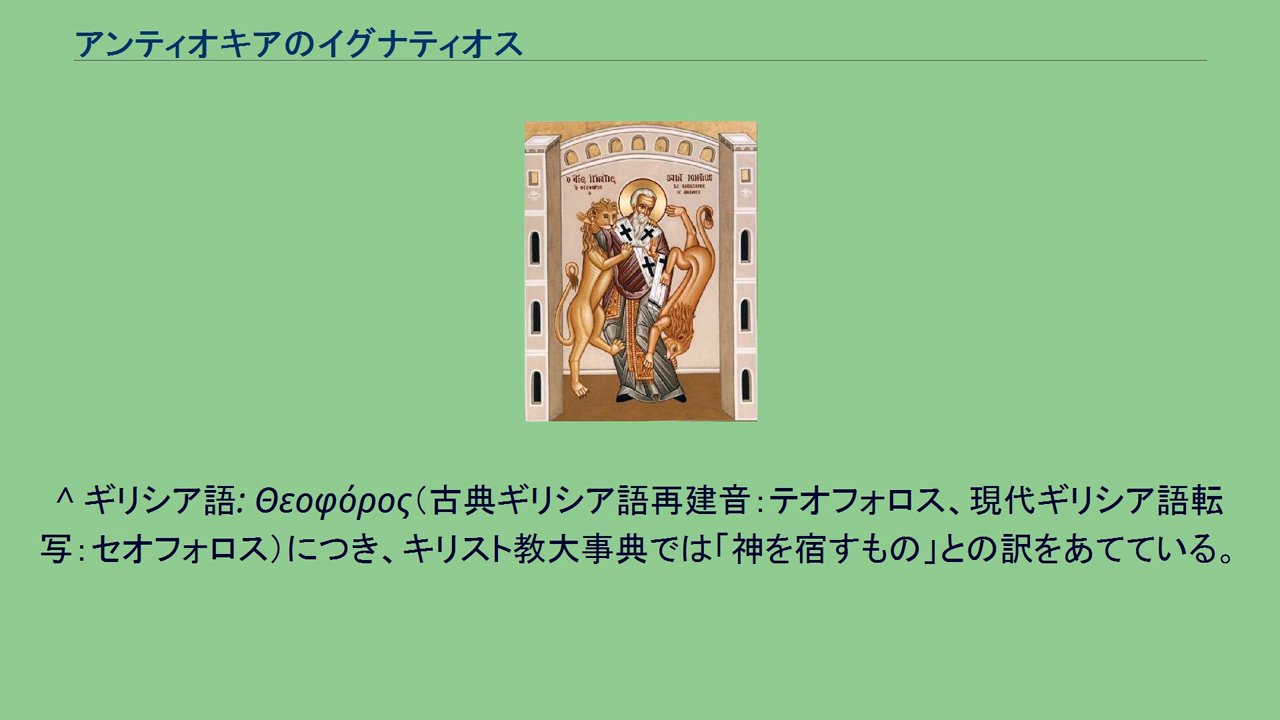 アンティオキアのイグナティオス
SAINT IGNATIUS
^ ギリシア語: Θεοφόρος（古典ギリシア語再建音：テオフォロス、現代ギリシア語転
写：セオフォロス）につき、キリスト教大事典では「神を宿すもの」との訳をあてている。